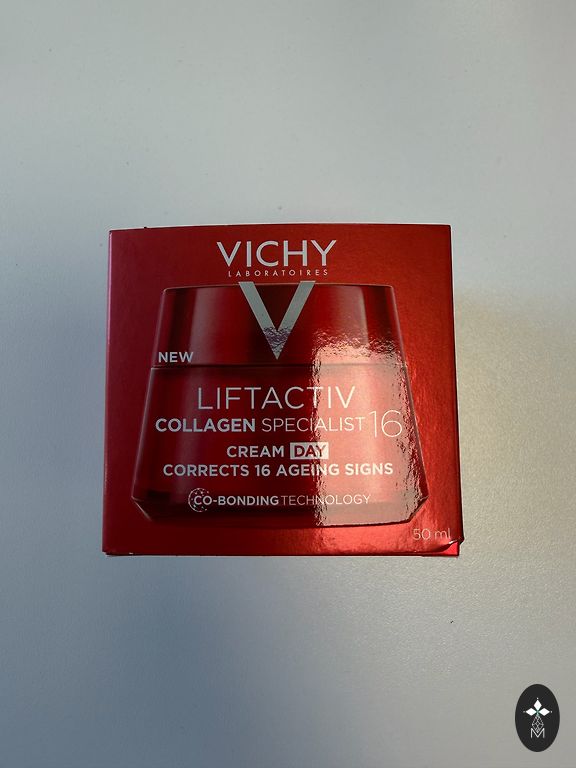 VICHY
LABORATOIRES
NEW
LIFTACTIV
COLLAGEN SPECIALIST 16
CREAM DAY
CORRECTS 16 AGEING SIGNS
CO-BONDING TECHNOLOGY
50 ml
M